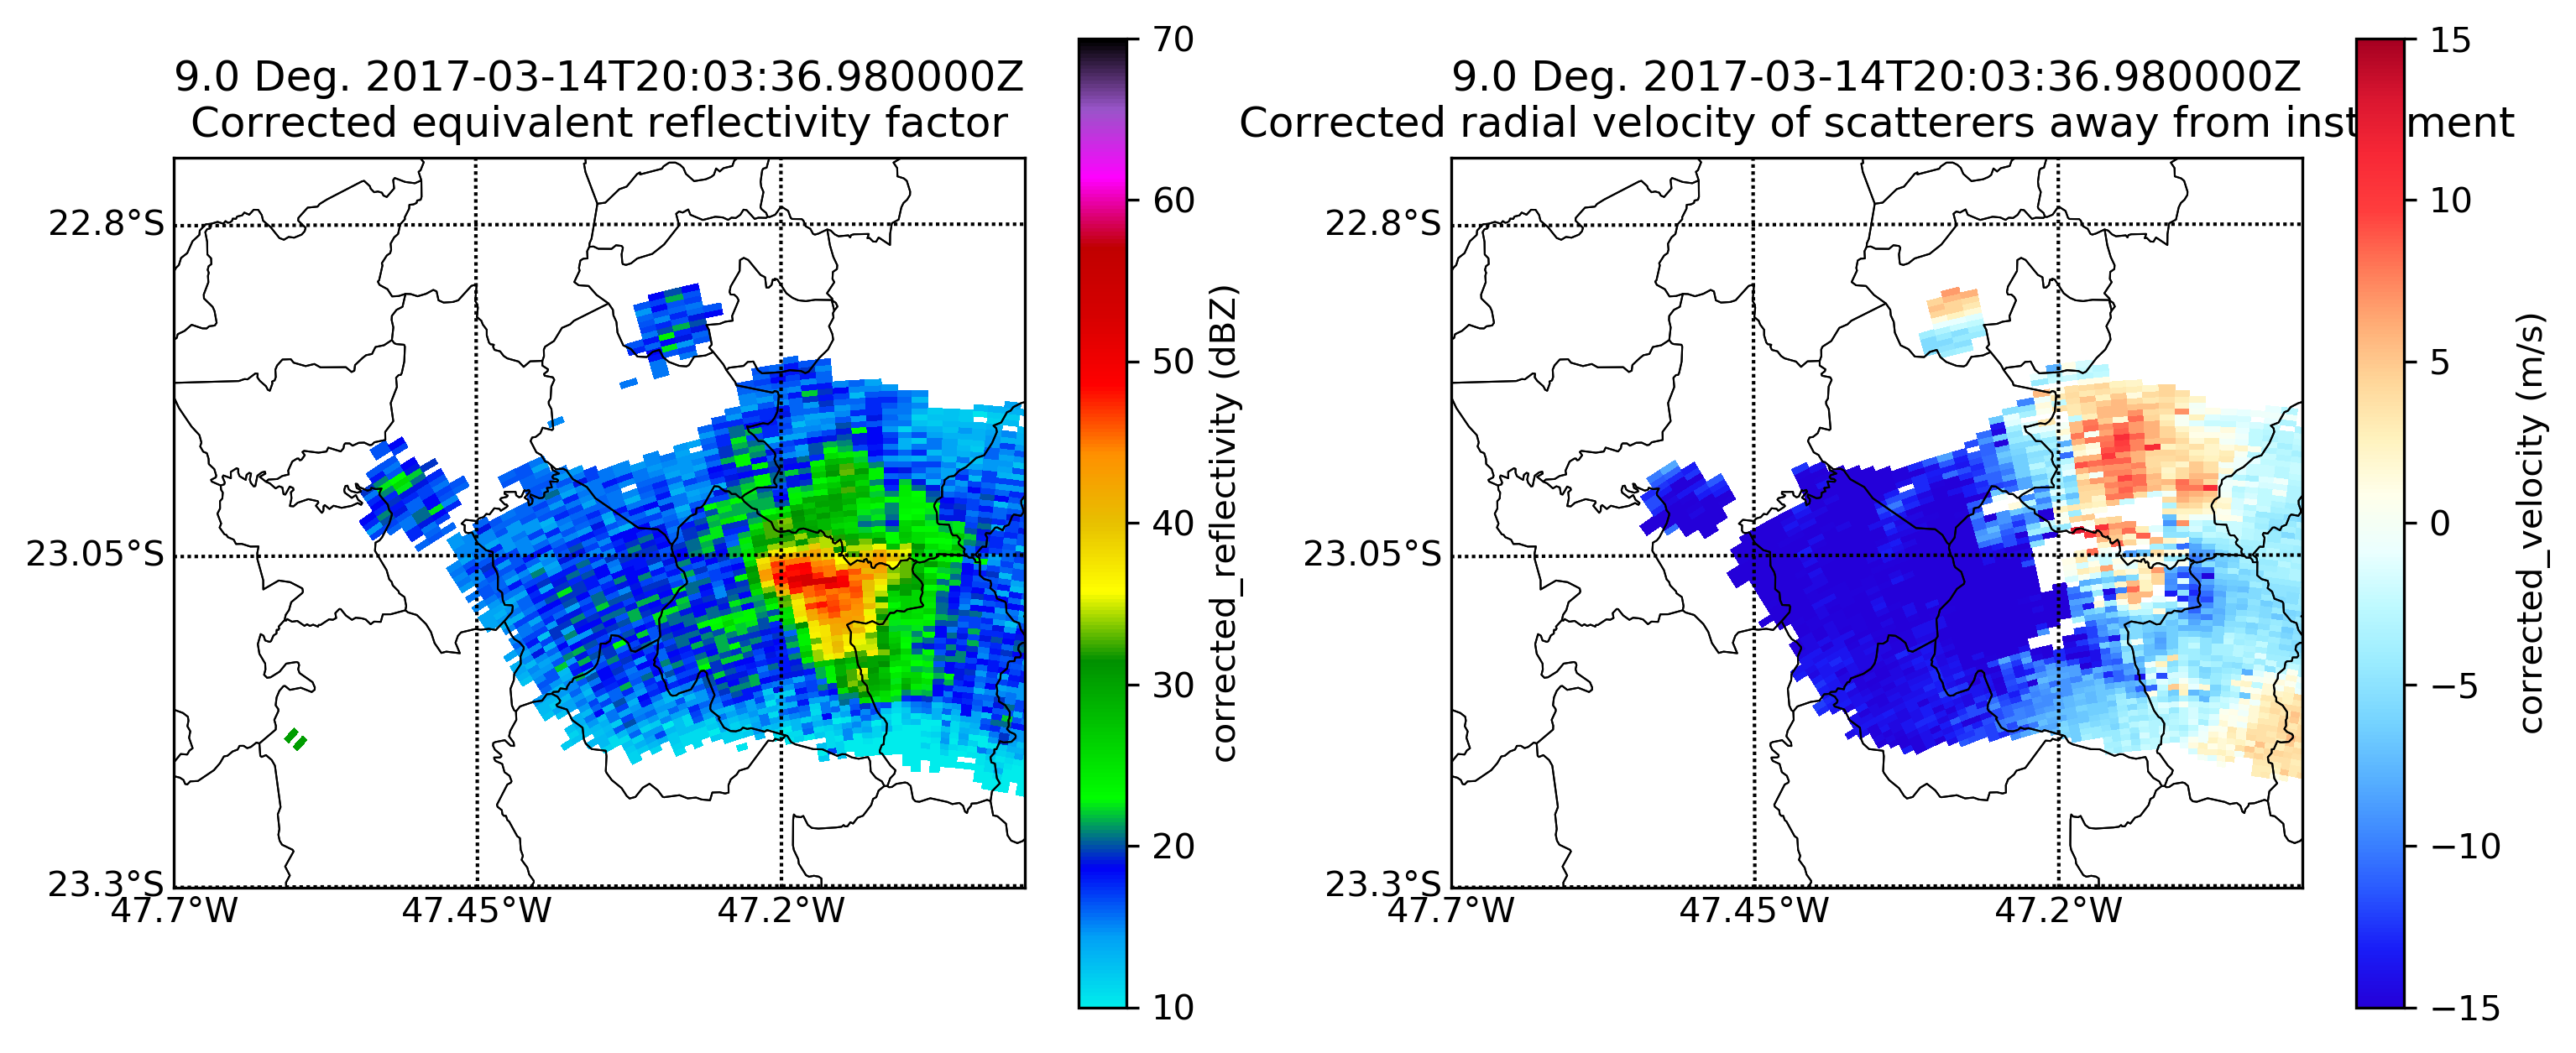 9.0 Deg. 2017-03-14T20:03:36.980000Z
Corrected equivalent reflectivity factor
22.8°S
23.05°S
23.3°S
47.7°W
47.45°W
47.2°W
70
60
50
40
30
20
10
corrected_reflectivity (dBZ)
9.0 Deg. 2017-03-14T20:03:36.980000Z
Corrected radial velocity of scatterers away from inst ment
22.8°S
23.05°S
23.3°S
47.7°W
47.45°W
47.2°W
15
10
5
0
−5
−10
−15
corrected_velocity (m/s)